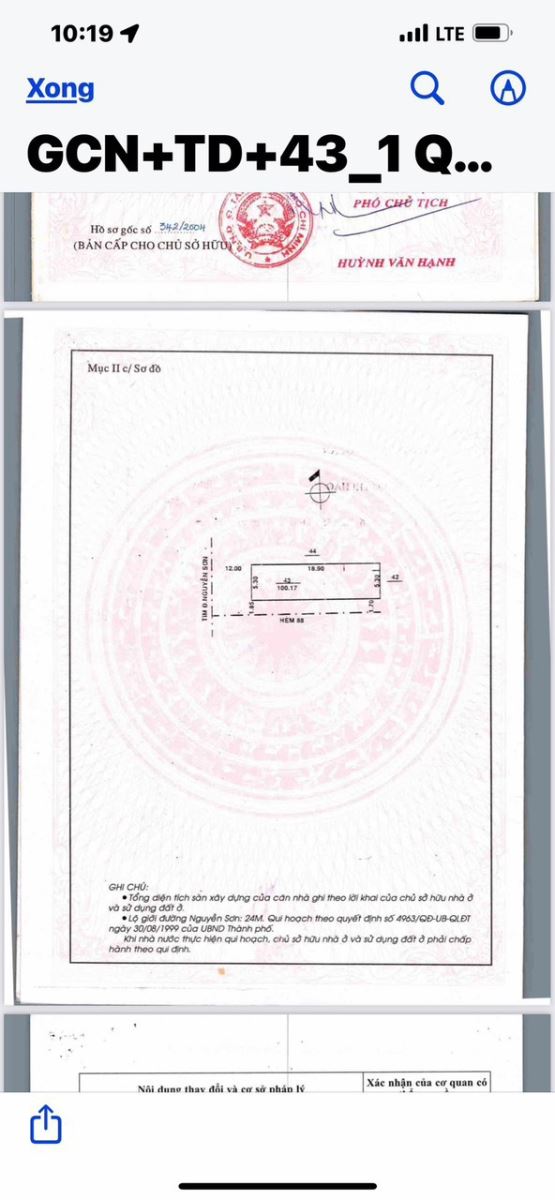 10:19
LTE
Xong
GCN+TD+43_1 Q...
PHÓ CHỦ TỊCH
Hồ sơ gốc số 342/2004
(BẢN CẤP CHO CHỦ SỞ HỮU)
CHÍ MINH
HUỲNH VĂN HẠNH
Mục II c/ Sơ đồ
44
12.00
18.90
TIM Đ.NGUYỄN SƠN
5.30
43
100.17
5.30
42
1.85
1.70
HẺM 88
GHI CHÚ:
•Tổng diện tích sàn xây dựng của căn nhà ghi theo lời khai của chủ sở hữu nhà ở
và sử dụng đất ở.
•Lộ giới đường Nguyễn Sơn: 24M. Qui hoạch theo quyết định số 4963/QĐ-UB-QLĐT
ngày 30/08/1999 của UBND Thành phố.
Khi nhà nước thực hiện qui hoạch, chủ sở hữu nhà ở và sử dụng đất ở phải chấp
hành theo qui định.
Nội dung thay đổi và cơ sở pháp lý
Xác nhận của cơ quan có